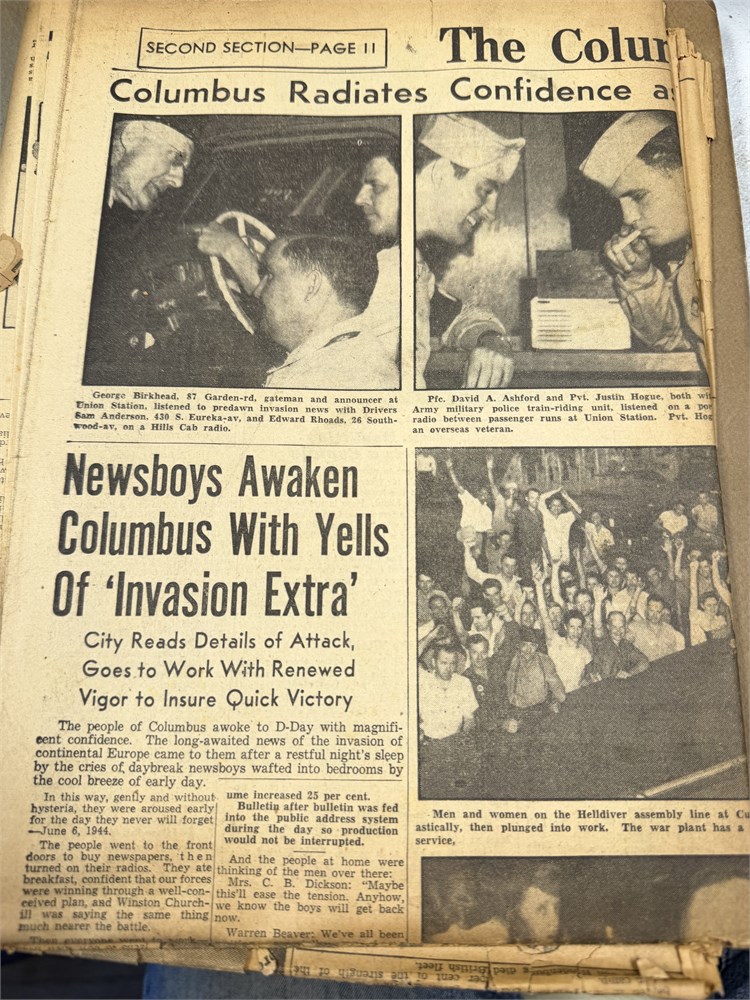 SECOND SECTION—PAGE 11
The Colu
Columbus Radiates Confidence a
George Birkhead, 87 Garden-rd, gateman and announcer at
Union Station, listened to predawn invasion news with Drivers
Sam Anderson, 430 S. Eureka-av, and Edward Rhoads, 26 South-
wood-av, on a Hills Cab radio.
Pfc. David A. Ashford and Pvt. Justin Hogue, both wi
Army military police train-riding unit, listened on a por
radio between passenger runs at Union Station. Pvt. Hog
an overseas veteran.
Newsboys Awaken
Columbus With Yells
Of 'Invasion Extra'
City Reads Details of Attack,
Goes to Work With Renewed
Vigor to Insure Quick Victory
The people of Columbus awoke to D-Day with magnifi-
cent confidence. The long-awaited news of the invasion of
continental Europe came to them after a restful night's sleep
by the cries of daybreak newsboys wafted into bedrooms by
the cool breeze of early day.
In this way, gently and without
hysteria, they were aroused early
for the day they never will forget
—June 6, 1944.
The people went to the front
doors to buy newspapers, then
turned on their radios. They ate
breakfast, confident that our forces
were winning through a well-con-
ceived plan, and Winston Church-
ill was saying the same thing
much nearer the battle.
ume increased 25 per cent.
Bulletin after bulletin was fed
into the public address system
during the day so production
would not be interrupted.
And the people at home were
thinking of the men over there:
Mrs. C. B. Dickson: "Maybe
this'll ease the tension. Anyhow,
we know the boys will get back
now.
Warren Beaver: We've all been
Men and women on the Helldiver assembly line at Cu
astically, then plunged into work. The war plant has a
service,
per cent of the strength of the
British fleet.